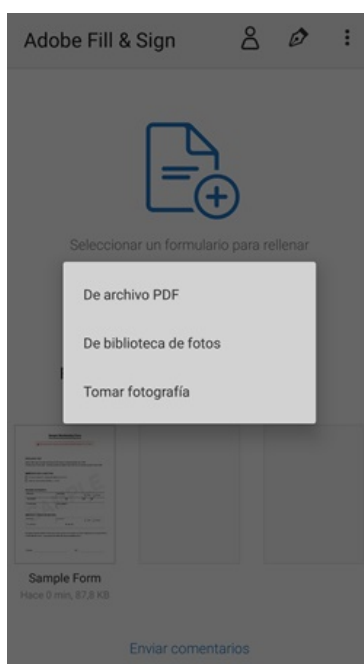 Adobe Fill & Sign
Seleccionar un formulario para rellenar
De archivo PDF
De biblioteca de fotos
Tomar fotografía
Sample Form
Hace 0 min, 87,8 KB
Enviar comentarios